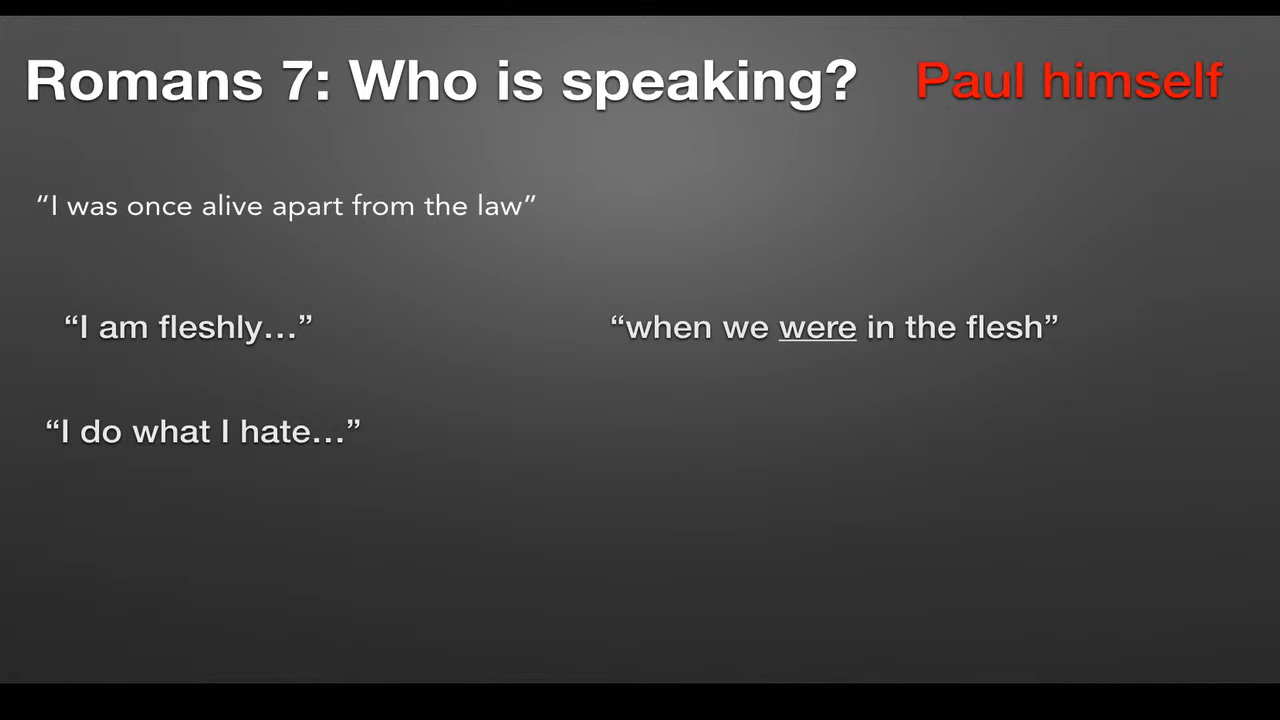 Romans 7: Who is speaking? Paul himself
“I was once alive apart from the law”
“I am fleshly…” “when we were in the flesh”
“I do what I hate…”